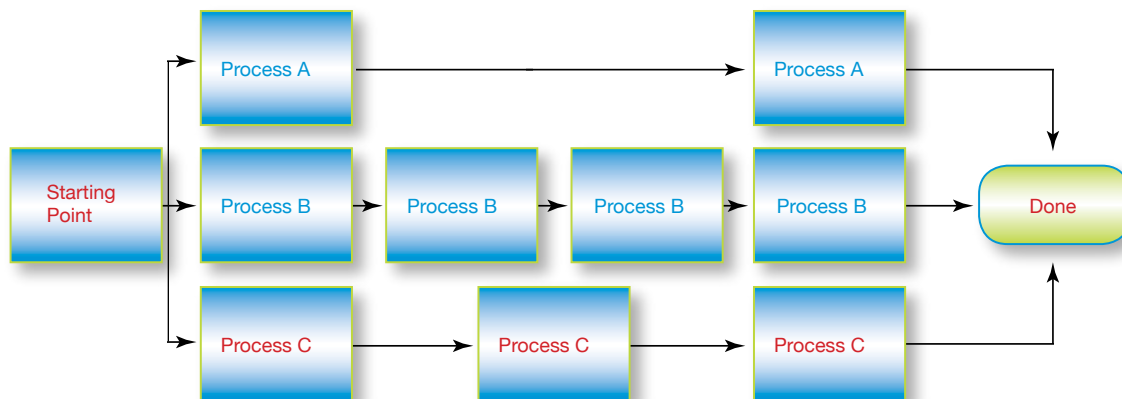 Process A
Process A
Starting
Point
Process B
Process B
Process B
Process B
Done
Process C
Process C
Process C